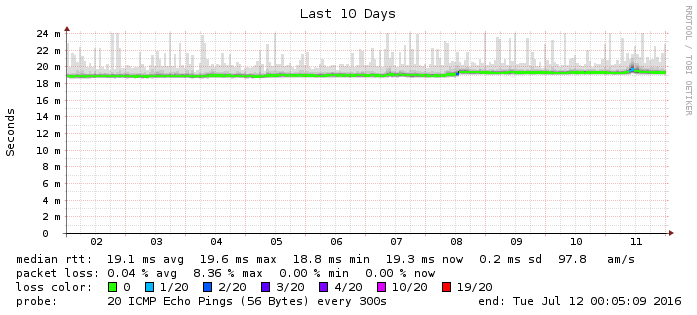 Last 10 Days
RRDTOOL / TOBI OETIKER
Seconds
24 m
22 m
20 m
18 m
16 m
14 m
12 m
10 m
8 m
6 m
4 m
2 m
0
02 03 04 05 06 07 08 09 10 11
median rtt: 19.1 ms avg 19.6 ms max 18.8 ms min 19.3 ms now 0.2 ms sd 97.8 am/s
packet loss: 0.04 % avg 8.36 % max 0.00 % min 0.00 % now
loss color: 0 1/20 2/20 3/20 4/20 10/20 19/20
probe: 20 ICMP Echo Pings (56 Bytes) every 300s end: Tue Jul 12 00:05:09 2016